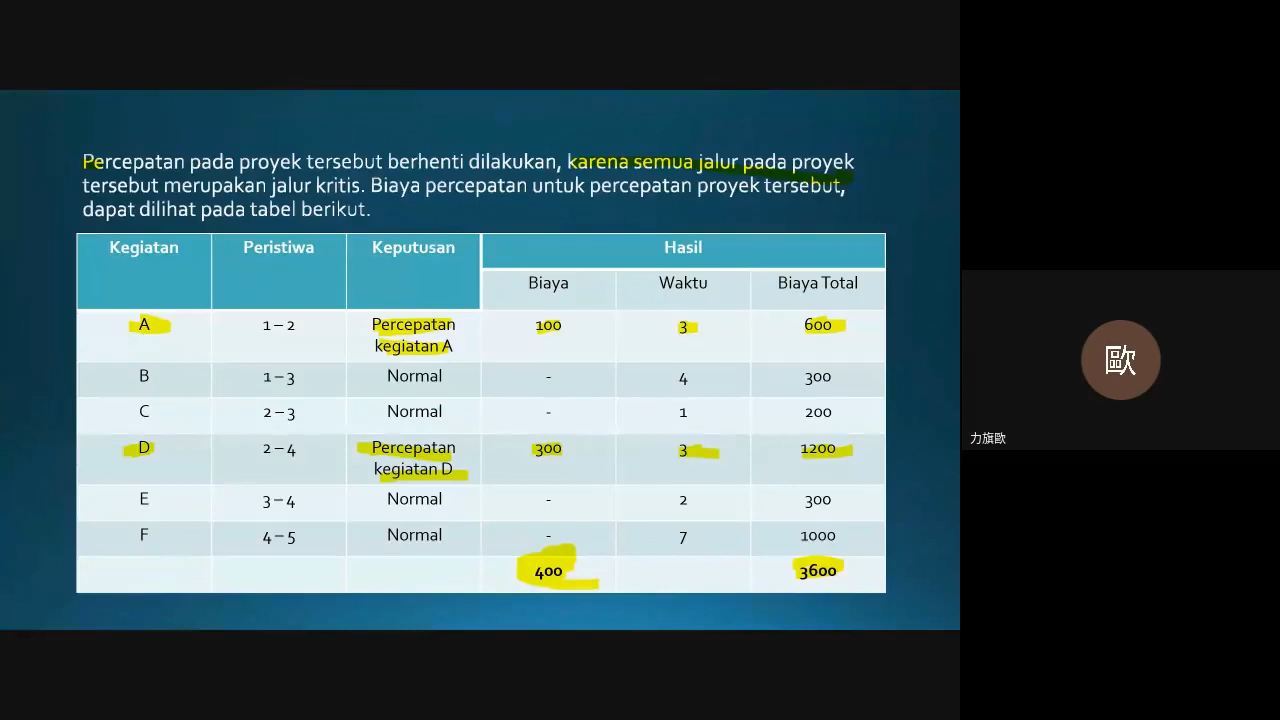 Percepatan pada proyek tersebut berhenti dilakukan, karena semua jalur pada proyek
tersebut merupakan jalur kritis. Biaya percepatan untuk percepatan proyek tersebut,
dapat dilihat pada tabel berikut.
Kegiatan Peristiwa Keputusan Hasil
Biaya Waktu Biaya Total
A 1 – 2 Percepatan kegiatan A 100 3 600
B 1 – 3 Normal - 4 300
C 2 – 3 Normal - 1 200
D 2 – 4 Percepatan kegiatan D 300 3 1200
E 3 – 4 Normal - 2 300
F 4 – 5 Normal - 7 1000
400 3600
歐
力旗歐